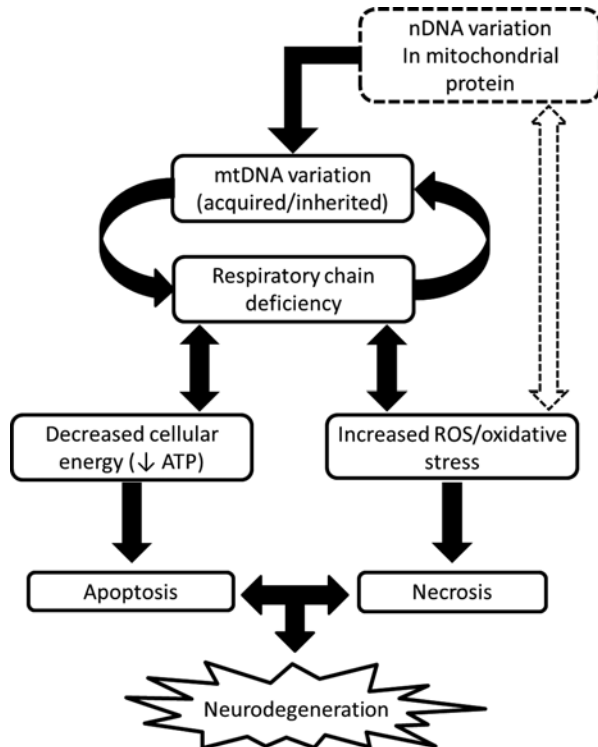 nDNA variation
In mitochondrial
protein
mtDNA variation
(acquired/inherited)
Respiratory chain
deficiency
Decreased cellular
energy (↓ ATP)
Increased ROS/oxidative
stress
Apoptosis
Necrosis
Neurodegeneration